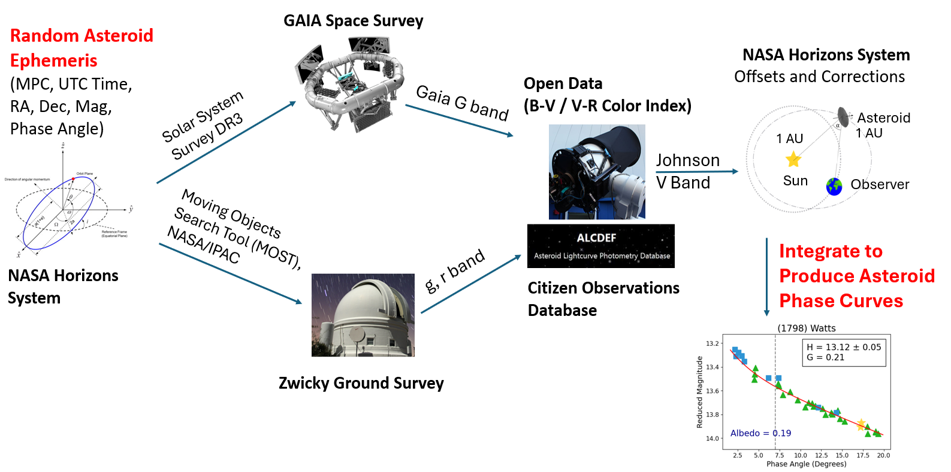 GAIA Space Survey
Random Asteroid
Ephemeris
(MPC, UTC Time,
RA, Dec, Mag,
Phase Angle)
NASA Horizons
System
Solar System
Survey DR3
Moving Objects
Search Tool (MOST),
NASA/IPAC
Gaia G band
g, r band
Zwicky Ground Survey
Open Data
(B-V / V-R Color Index)
ALCDEF
Asteroid Lightcurve Photometry Database
Citizen Observations
Database
Johnson
V Band
NASA Horizons System
Offsets and Corrections
Asteroid
1 AU
1 AU
α
Sun
Observer
Integrate to
Produce Asteroid
Phase Curves
(1798) Watts
H = 13.12 ± 0.05
G = 0.21
Reduced Magnitude
13.2
13.4
13.6
13.8
14.0
Albedo = 0.19
2.5 5.0 7.5 10.0 12.5 15.0 17.5 20.0
Phase Angle (Degrees)